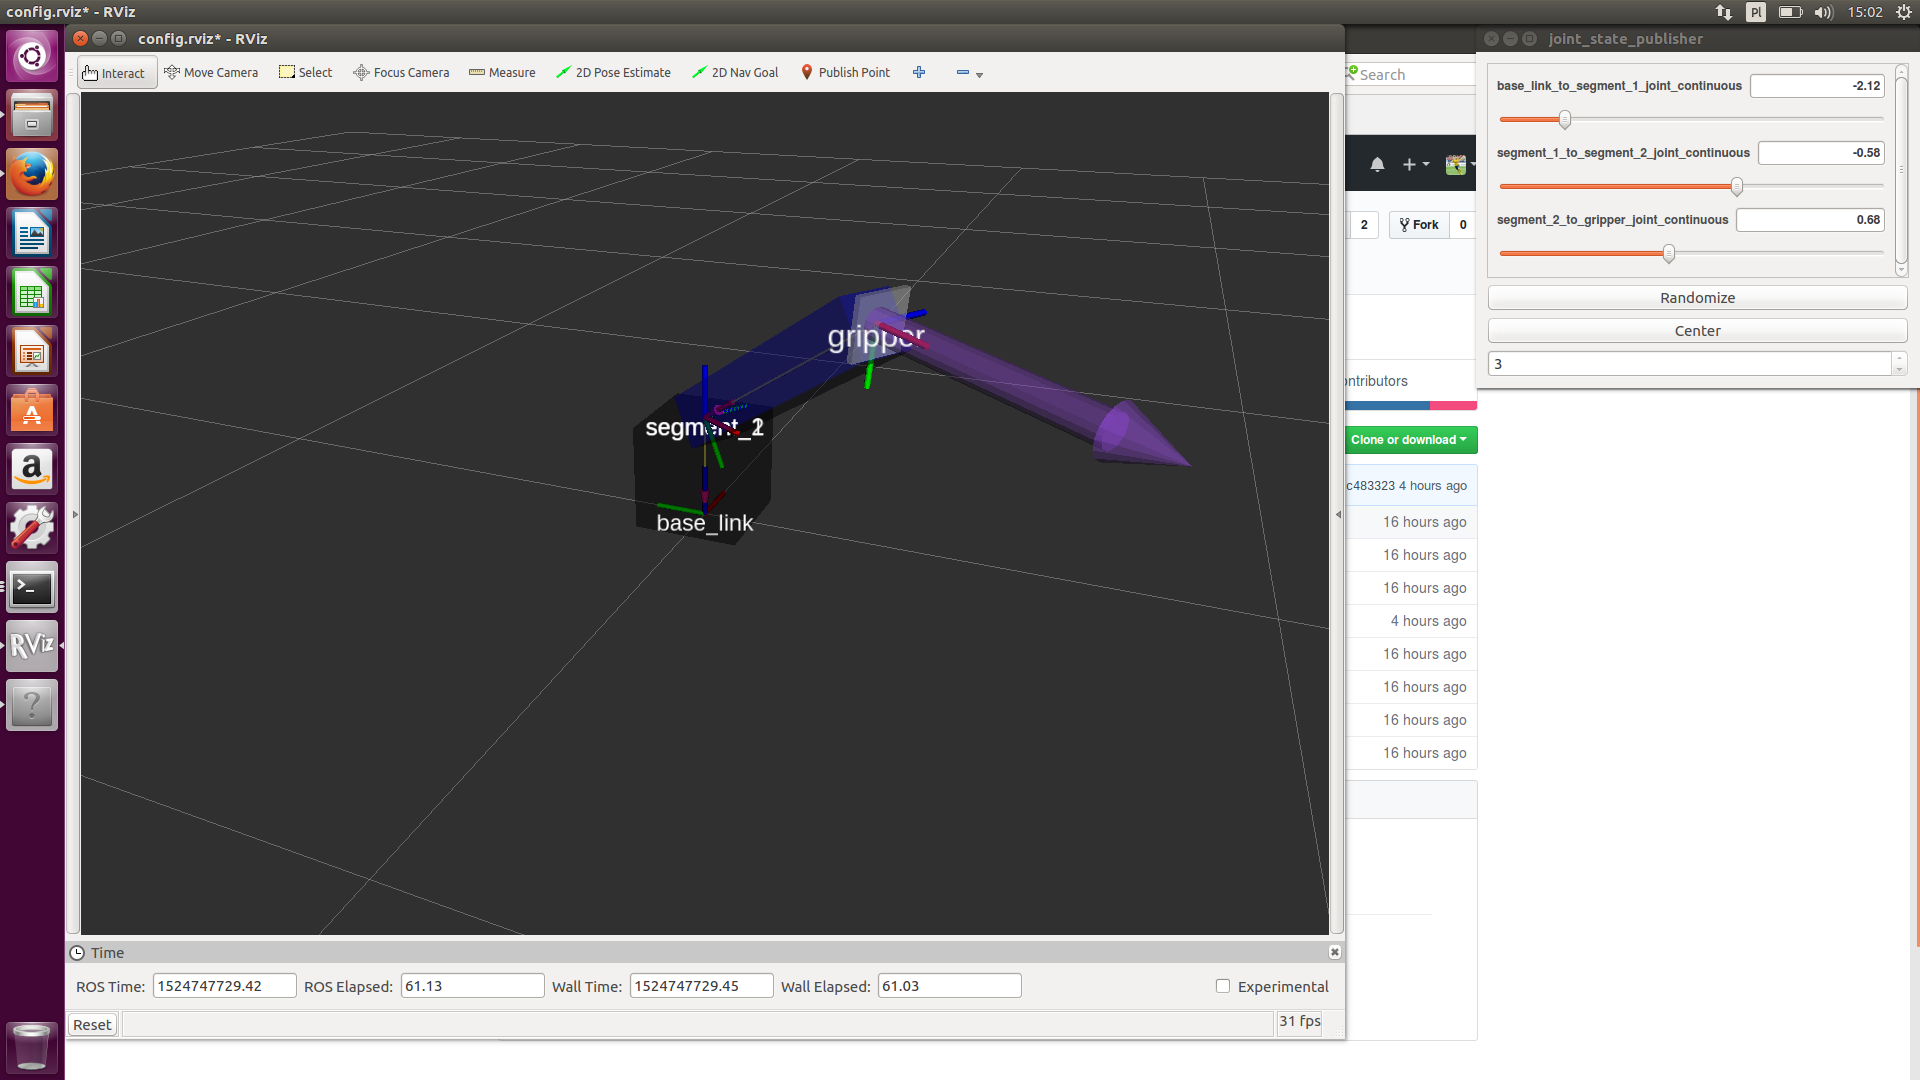 config.rviz* - RViz
Pl
15:02
config.rviz* - RViz
Interact
Move Camera
Select
Focus Camera
Measure
2D Pose Estimate
2D Nav Goal
Publish Point
gripper
base_link
Time
ROS Time: 1524747729.42 ROS Elapsed: 61.13 Wall Time: 1524747729.45 Wall Elapsed: 61.03 Experimental
Reset
31 fps
RViz
Search
2
Fork
0
ontributors
Clone or download
c483323 4 hours ago
16 hours ago
16 hours ago
16 hours ago
4 hours ago
16 hours ago
16 hours ago
16 hours ago
16 hours ago
joint_state_publisher
base_link_to_segment_1_joint_continuous -2.12
segment_1_to_segment_2_joint_continuous -0.58
segment_2_to_gripper_joint_continuous 0.68
Randomize
Center
3